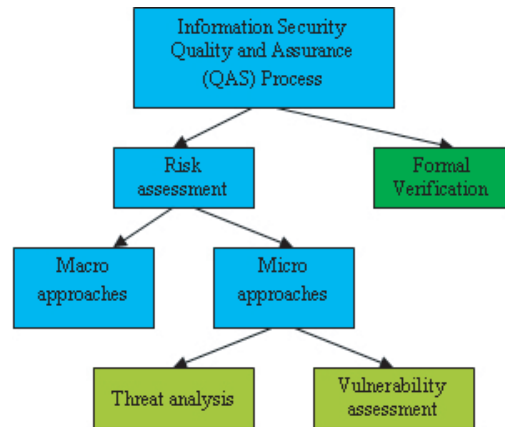 Information Security
Quality and Assurance
(QAS) Process
Risk
assessment
Formal
Verification
Macro
approaches
Micro
approaches
Threat analysis
Vulnerability
assessment